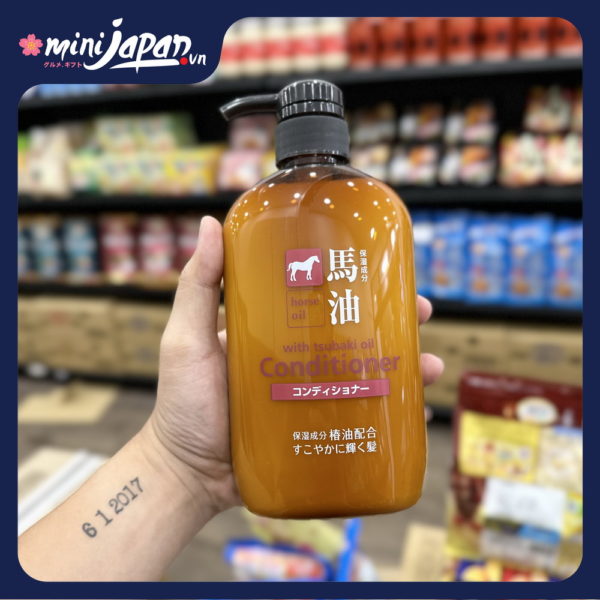 mini JAPAN.vn
グルメ.ギフト
保湿成分
馬油
horse
oil
with tsubaki oil
Conditioner
コンディショナー
保湿成分 椿油配合
すこやかに輝く髪
6 1 2017